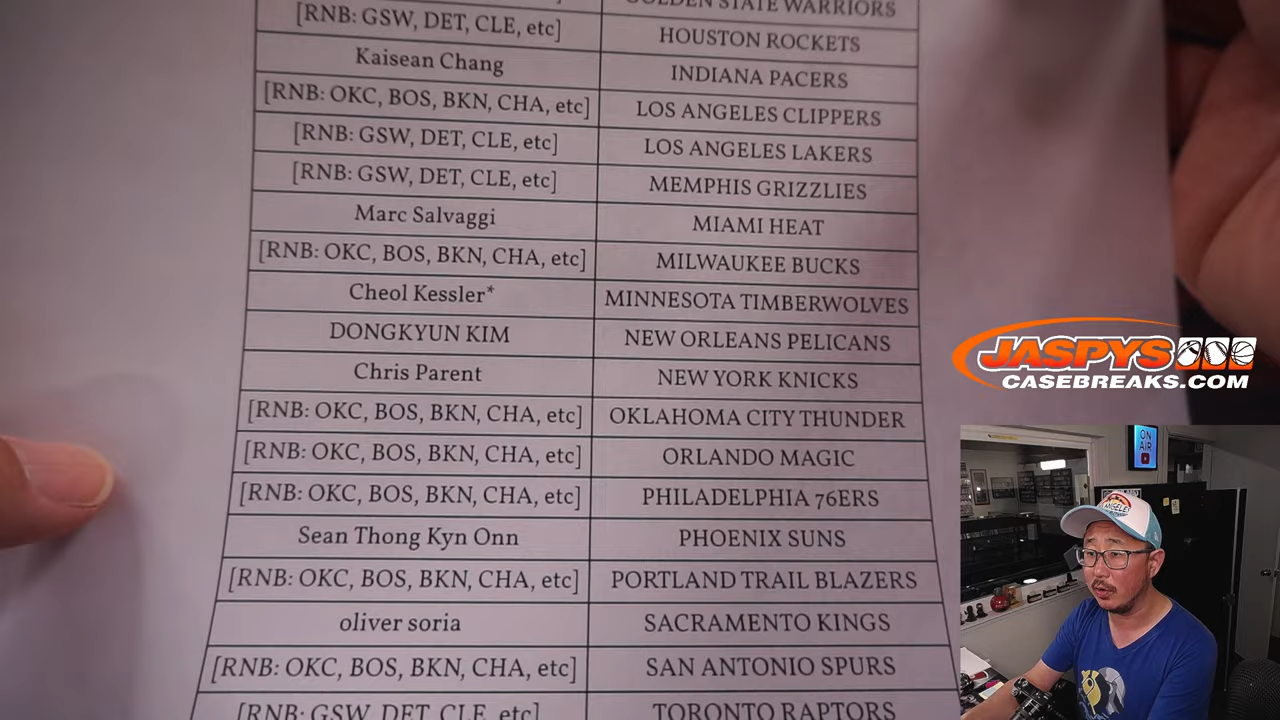 GOLDEN STATE WARRIORS
[RNB: GSW, DET, CLE, etc] HOUSTON ROCKETS
Kaisean Chang INDIANA PACERS
[RNB: OKC, BOS, BKN, CHA, etc] LOS ANGELES CLIPPERS
[RNB: GSW, DET, CLE, etc] LOS ANGELES LAKERS
[RNB: GSW, DET, CLE, etc] MEMPHIS GRIZZLIES
Marc Salvaggi MIAMI HEAT
[RNB: OKC, BOS, BKN, CHA, etc] MILWAUKEE BUCKS
Cheol Kessler* MINNESOTA TIMBERWOLVES
DONGKYUN KIM NEW ORLEANS PELICANS
Chris Parent NEW YORK KNICKS
[RNB: OKC, BOS, BKN, CHA, etc] OKLAHOMA CITY THUNDER
[RNB: OKC, BOS, BKN, CHA, etc] ORLANDO MAGIC
[RNB: OKC, BOS, BKN, CHA, etc] PHILADELPHIA 76ERS
Sean Thong Kyn Onn PHOENIX SUNS
[RNB: OKC, BOS, BKN, CHA, etc] PORTLAND TRAIL BLAZERS
oliver soria SACRAMENTO KINGS
[RNB: OKC, BOS, BKN, CHA, etc] SAN ANTONIO SPURS
[RNB: GSW, DET, CLE, etc] TORONTO RAPTORS
JASPYS
CASEBREAKS.COM
ON
AIR